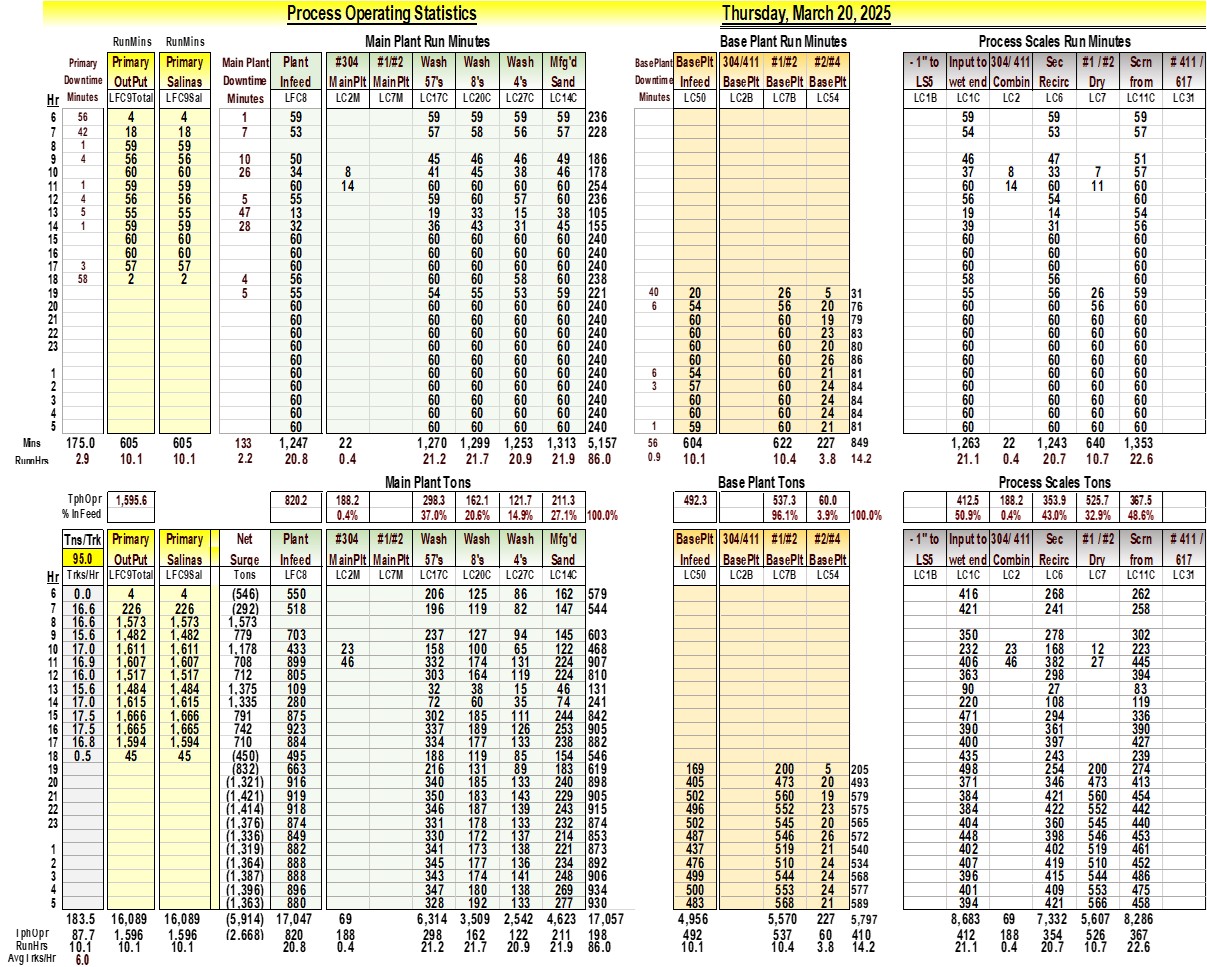 Process Operating Statistics Thursday, March 20, 2025
RunMins RunMins Main Plant Run Minutes Base Plant Run Minutes Process Scales Run Minutes
Primary Primary Primary Main Plant Plant #304 #1/#2 Wash Wash Wash Mfg'd BasePlant BasePlt 304/411 #1/#2 #2/#4 - 1" to Input to 304/ 411 Sec #1 / #2 Scrn # 411 /
Downtime OutPut Salinas Downtime Infeed MainPlt MainPlt 57's 8's 4's Sand Downtime Infeed BasePlt BasePlt BasePlt LS5 wet end Combin Recirc Dry from 617
Hr Minutes LFC9Total LFC9Sal Minutes LFC8 LC2M LC7M LC17C LC20C LC27C LC14C Minutes LC50 LC2B LC7B LC54 LC1B LC1C LC2 LC6 LC7 LC11C LC31
6 56 4 4 1 59 59 59 59 59 236 59 59 59
7 42 18 18 7 53 57 58 56 57 228 54 53 57
8 1 59 59
9 4 56 56 10 50 45 46 46 49 186 46 47 51
10 60 60 26 34 8 41 45 38 46 178 37 8 33 7 57
11 1 59 59 60 14 60 60 60 60 254 60 14 60 11 60
12 4 56 56 5 55 59 60 57 60 236 56 54 60
13 5 55 55 47 13 19 33 15 38 105 19 14 54
14 1 59 59 28 32 36 43 31 45 155 39 31 56
15 60 60 60 60 60 60 60 240 60 60 60
16 60 60 60 60 60 60 60 240 60 60 60
17 3 57 57 60 60 60 60 60 240 60 60 60
18 58 2 2 4 56 60 60 58 60 238 58 56 60
19 5 55 54 55 53 59 221 40 20 26 5 31 55 56 26 59
20 60 60 60 60 60 240 6 54 56 20 76 60 60 56 60
21 60 60 60 60 60 240 60 60 19 79 60 60 60 60
22 60 60 60 60 60 240 60 60 23 83 60 60 60 60
23 60 60 60 60 60 240 60 60 20 80 60 60 60 60
60 60 60 60 60 240 60 60 26 86 60 60 60 60
1 60 60 60 60 60 240 6 54 60 21 81 60 60 60 60
2 60 60 60 60 60 240 3 57 60 24 84 60 60 60 60
3 60 60 60 60 60 240 60 60 24 84 60 60 60 60
4 60 60 60 60 60 240 60 60 24 84 60 60 60 60
5 60 60 60 60 60 240 1 59 60 21 81 60 60 60 60
Mins 175.0 605 605 133 1,247 22 1,270 1,299 1,253 1,313 5,157 56 604 622 227 849 1,263 22 1,243 640 1,353
RunnHrs 2.9 10.1 10.1 2.2 20.8 0.4 21.2 21.7 20.9 21.9 86.0 0.9 10.1 10.4 3.8 14.2 21.1 0.4 20.7 10.7 22.6
Main Plant Tons Base Plant Tons Process Scales Tons
TphOpr 1,595.6 820.2 188.2 298.3 162.1 121.7 211.3 492.3 537.3 60.0 412.5 188.2 353.9 525.7 367.5
% InFeed 0.4% 37.0% 20.6% 14.9% 27.1% 100.0% 96.1% 3.9% 100.0% 50.9% 0.4% 43.0% 32.9% 48.6%
Tns/Trk Primary Primary Net Plant #304 #1/#2 Wash Wash Wash Mfg'd BasePlt 304/411 #1/#2 #2/#4 - 1" to Input to 304/ 411 Sec #1 / #2 Scrn # 411 /
95.0 OutPut Salinas Surge Infeed MainPlt MainPlt 57's 8's 4's Sand Infeed BasePlt BasePlt BasePlt LS5 wet end Combin Recirc Dry from 617
Hr Trks/Hr LFC9Total LFC9Sal Tons LFC8 LC2M LC7M LC17C LC20C LC27C LC14C LC50 LC2B LC7B LC54 LC1B LC1C LC2 LC6 LC7 LC11C LC31
6 0.0 4 4 (546) 550 206 125 86 162 579 416 268 262
7 16.6 226 226 (292) 518 196 119 82 147 544 421 241 258
8 16.6 1,573 1,573 1,573
9 15.6 1,482 1,482 779 703 237 127 94 145 603 350 278 302
10 17.0 1,611 1,611 1,178 433 23 158 100 65 122 468 232 23 168 12 223
11 16.9 1,607 1,607 708 899 46 332 174 131 224 907 406 46 382 27 445
12 16.0 1,517 1,517 712 805 303 164 119 224 810 363 298 394
13 15.6 1,484 1,484 1,375 109 32 38 15 46 131 90 27 83
14 17.0 1,615 1,615 1,335 280 72 60 35 74 241 220 108 119
15 17.5 1,666 1,666 791 875 302 185 111 244 842 471 294 336
16 17.5 1,665 1,665 742 923 337 189 126 253 905 390 361 390
17 16.8 1,594 1,594 710 884 334 177 133 238 882 400 397 427
18 0.5 45 45 (450) 495 188 119 85 154 546 435 243 239
19 (832) 663 216 131 89 183 619 169 200 5 205 498 254 200 274
20 (1,321) 916 340 185 133 240 898 405 473 20 493 371 346 473 413
21 (1,421) 919 350 183 143 229 905 502 560 19 579 384 421 560 454
22 (1,414) 918 346 187 139 243 915 496 552 23 575 384 422 552 442
23 (1,376) 874 331 178 133 232 874 502 545 20 565 404 360 545 440
(1,336) 849 330 172 137 214 853 487 546 26 572 448 398 546 453
1 (1,319) 882 341 173 138 221 873 437 519 21 540 402 402 519 461
2 (1,364) 888 345 177 136 234 892 476 510 24 534 407 419 510 452
3 (1,387) 888 343 174 141 248 906 499 544 24 568 396 415 544 486
4 (1,396) 896 347 180 138 269 934 500 553 24 577 401 409 553 475
5 (1,363) 880 328 192 133 277 930 483 568 21 589 394 421 566 458
183.5 16,089 16,089 (5,914) 17,047 69 6,314 3,509 2,542 4,623 17,057 4,956 5,570 227 5,797 8,683 69 7,332 5,607 8,286
TphOpr 87.7 1,596 1,596 (2,668) 820 188 298 162 122 211 198 492 537 60 410 412 188 354 526 367
RunHrs 10.1 10.1 10.1 20.8 0.4 21.2 21.7 20.9 21.9 86.0 10.1 10.4 3.8 14.2 21.1 0.4 20.7 10.7 22.6
Avg Trks/Hr 6.0